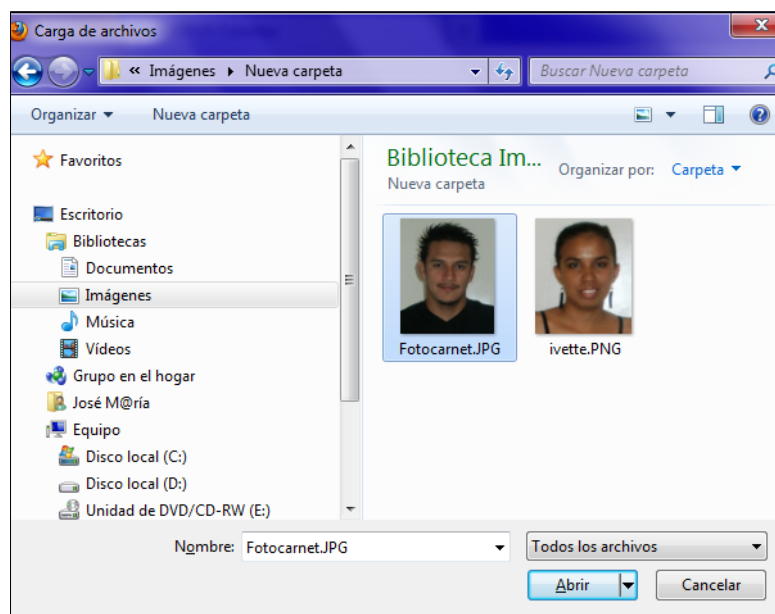 Carga de archivos
« Imágenes ▸ Nueva carpeta
Buscar Nueva carpeta
Organizar
Nueva carpeta
Favoritos
Escritorio
Bibliotecas
Documentos
Imágenes
Música
Vídeos
Grupo en el hogar
José M@ría
Equipo
Disco local (C:)
Disco local (D:)
Unidad de DVD/CD-RW (E:)
Biblioteca Im...
Nueva carpeta
Organizar por: Carpeta
Fotocarnet.JPG
ivette.PNG
Nombre: Fotocarnet.JPG
Todos los archivos
Abrir
Cancelar